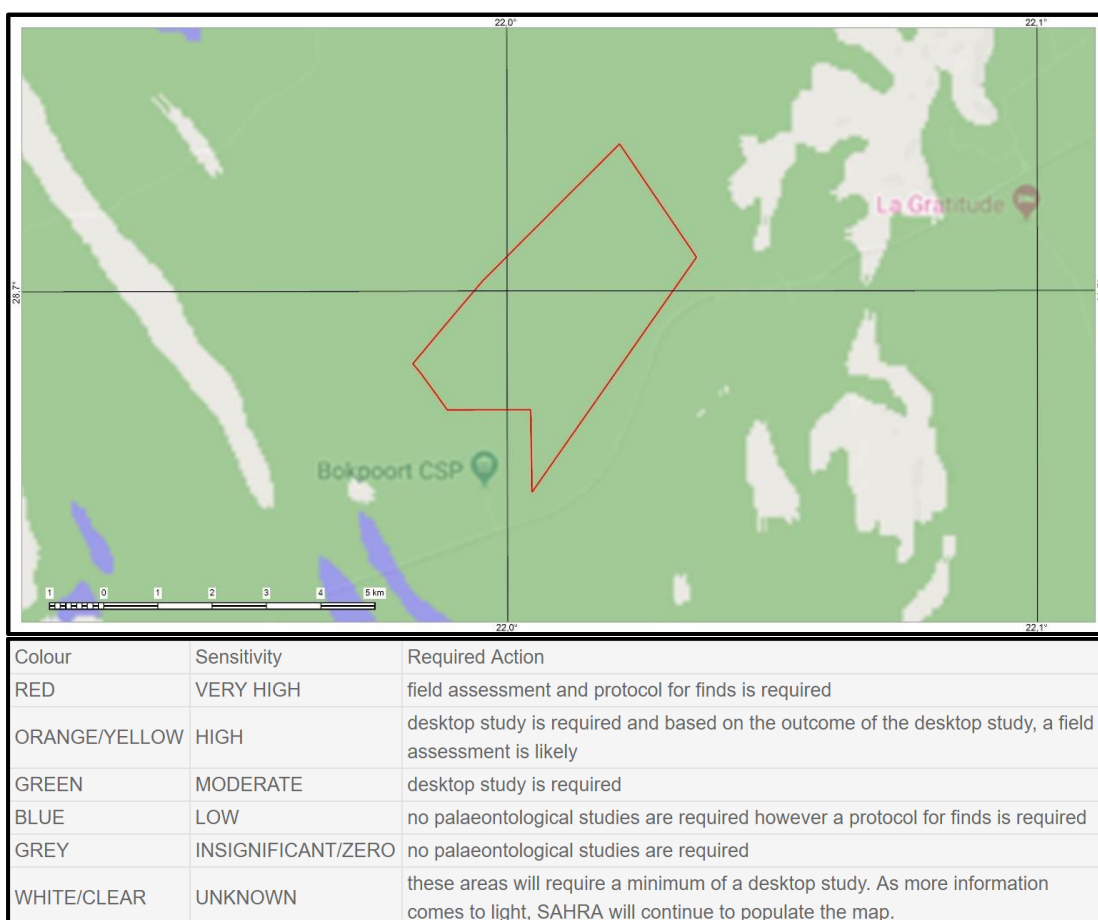 22,0° 22,1°
La Gratitude
28.7°
Bokpoort CSP
1 0 1 2 3 4 5 km
22,0° 22,1°
Colour Sensitivity Required Action
RED VERY HIGH field assessment and protocol for finds is required
ORANGE/YELLOW HIGH desktop study is required and based on the outcome of the desktop study, a field
assessment is likely
GREEN MODERATE desktop study is required
BLUE LOW no palaeontological studies are required however a protocol for finds is required
GREY INSIGNIFICANT/ZERO no palaeontological studies are required
WHITE/CLEAR UNKNOWN these areas will require a minimum of a desktop study. As more information
comes to light, SAHRA will continue to populate the map.